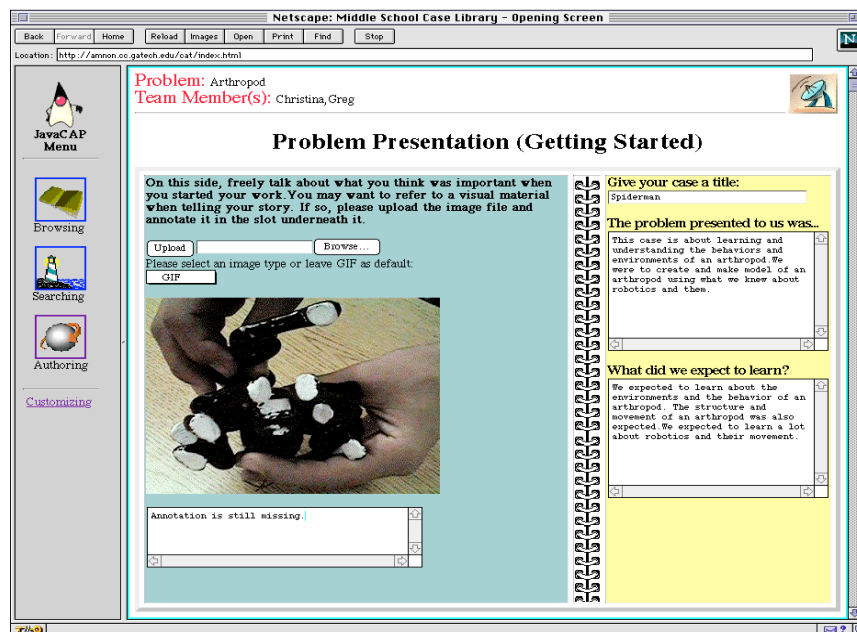 Netscape: Middle School Case Library - Opening Screen
Back Forward Home Reload Images Open Print Find Stop
Location: http://amnon.cc.gatech.edu/cat/index.html
JavaCAP
Menu
Browsing
Searching
Authoring
Customizing
Problem: Arthropod
Team Member(s): Christina, Greg
Problem Presentation (Getting Started)
On this side, freely talk about what you think was important when
you started your work.You may want to refer to a visual material
when telling your story. If so, please upload the image file and
annotate it in the slot underneath it.
Upload Browse...
Please select an image type or leave GIF as default:
GIF
Annotation is still missing.
Give your case a title:
Spiderman
The problem presented to us was...
This case is about learning and
understanding the behaviors and
environments of an arthropod.We
were to create and make model of an
arthropod using what we knew about
robotics and them.
What did we expect to learn?
We expected to learn about the
environments and the behavior of an
arthropod. The structure and
movement of an arthropod was also
expected.We expected to learn a lot
about robotics and their movement.